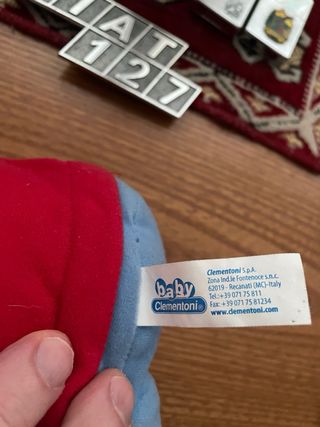 FIAT
127
baby
Clementoni®
Clementoni S.p.A.
Zona Ind.le Fontenoce s.n.c.
62019 - Recanati (MC)-Italy
Tel.:+39 071 75 811
Fax:+39 071 75 81234
www.clementoni.com